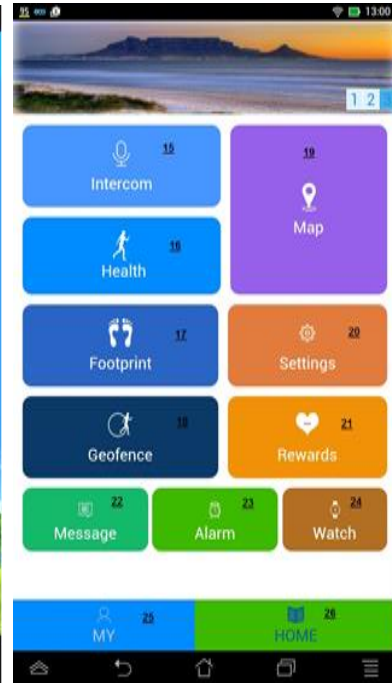 95 13:00
1 2
15
Intercom
19
Map
16
Health
17
Footprint
20
Settings
18
Geofence
21
Rewards
22
Message
23
Alarm
24
Watch
25
MY
26
HOME